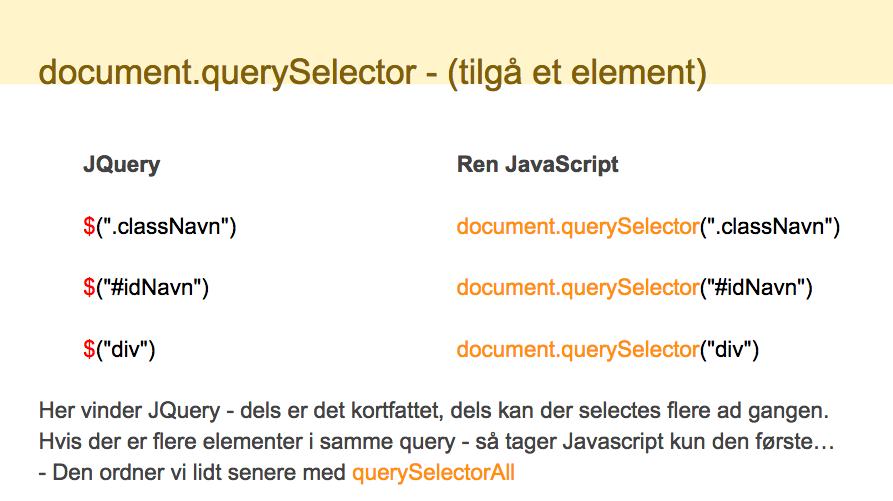 document.querySelector - (tilgå et element)
JQuery
Ren JavaScript
$(".classNavn")
document.querySelector(".classNavn")
$("#idNavn")
document.querySelector("#idNavn")
$("div")
document.querySelector("div")
Her vinder JQuery - dels er det kortfattet, dels kan der selectes flere ad gangen.
Hvis der er flere elementer i samme query - så tager Javascript kun den første…
- Den ordner vi lidt senere med querySelectorAll